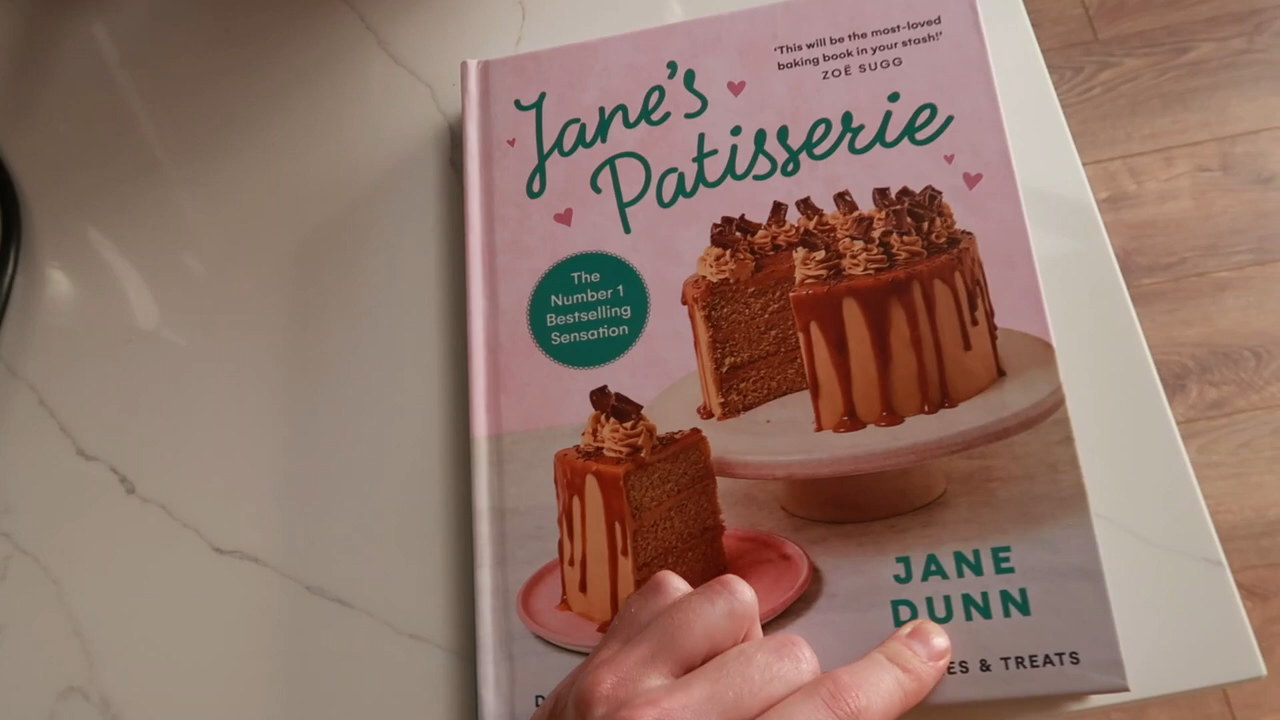 'This will be the most-loved
baking book in your stash!'
ZOË SUGG
Jane's
Patisserie
The
Number 1
Bestselling
Sensation
JANE
DUNN
& TREATS